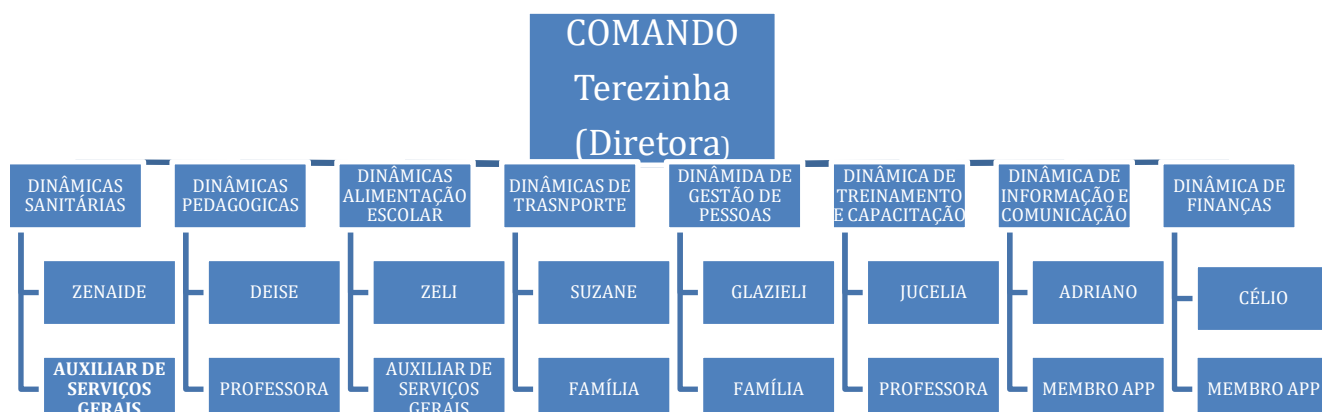 COMANDO
Terezinha
(Diretora)
DINÂMICAS
SANITÁRIAS
ZENAIDE
AUXILIAR DE
SERVIÇOS
GERAIS
DINÂMICAS
PEDAGOGICAS
DEISE
PROFESSORA
DINÂMICAS
ALIMENTAÇÃO
ESCOLAR
ZELI
AUXILIAR DE
SERVIÇOS
GERAIS
DINÂMICAS DE
TRASNPORTE
SUZANE
FAMÍLIA
DINÂMIDA DE
GESTÃO DE
PESSOAS
GLAZIELI
FAMÍLIA
DINÂMICA DE
TREINAMENTO
E CAPACITAÇÃO
JUCELIA
PROFESSORA
DINÂMICA DE
INFORMAÇÃO E
COMUNICAÇÃO
ADRIANO
MEMBRO APP
DINÂMICA DE
FINANÇAS
CÉLIO
MEMBRO APP